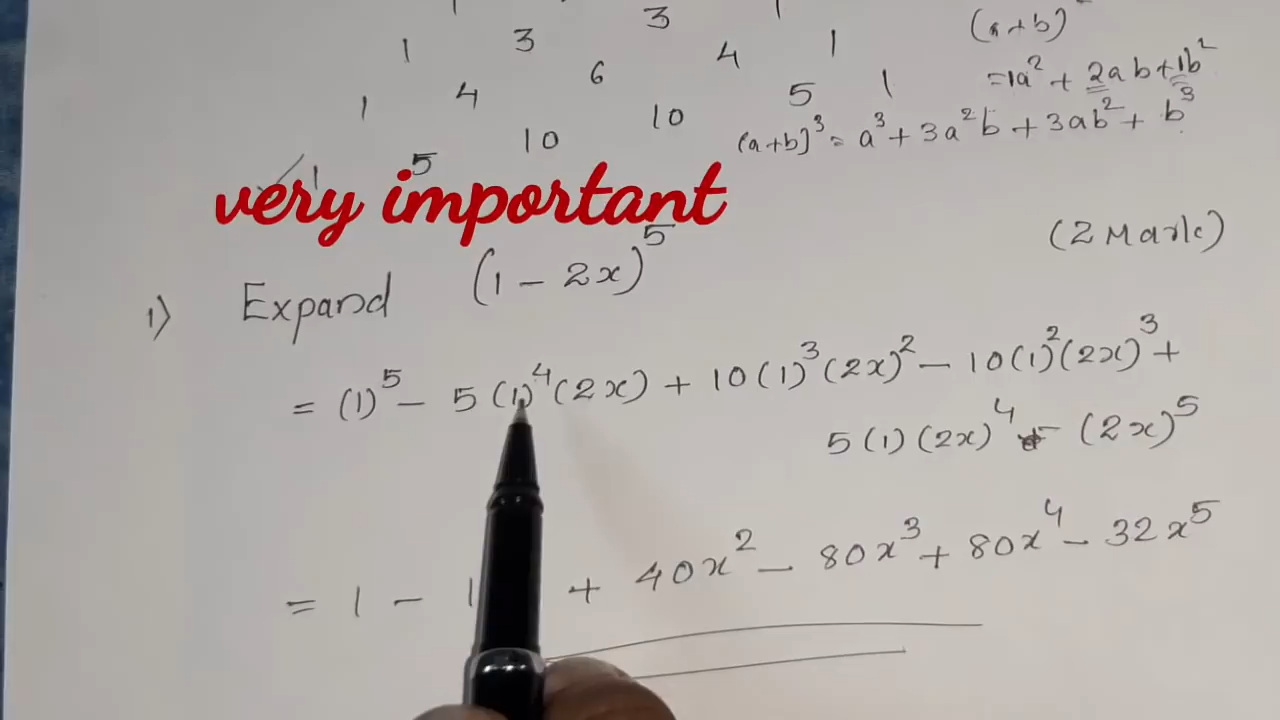 1 3 3 1 (a+b)²
1 4 6 4 1 =1a² + 2ab+1b²
1 5 10 10 5 1 (a+b)³= a³+3a²b+3ab²+b³
very important
(2 Mark)
1) Expand (1 - 2x)⁵
= (1)⁵ - 5(1)⁴(2x) + 10(1)³(2x)² - 10(1)²(2x)³+
5(1)(2x)⁴ - (2x)⁵
= 1 - 1 + 40x² - 80x³ + 80x⁴ - 32x⁵